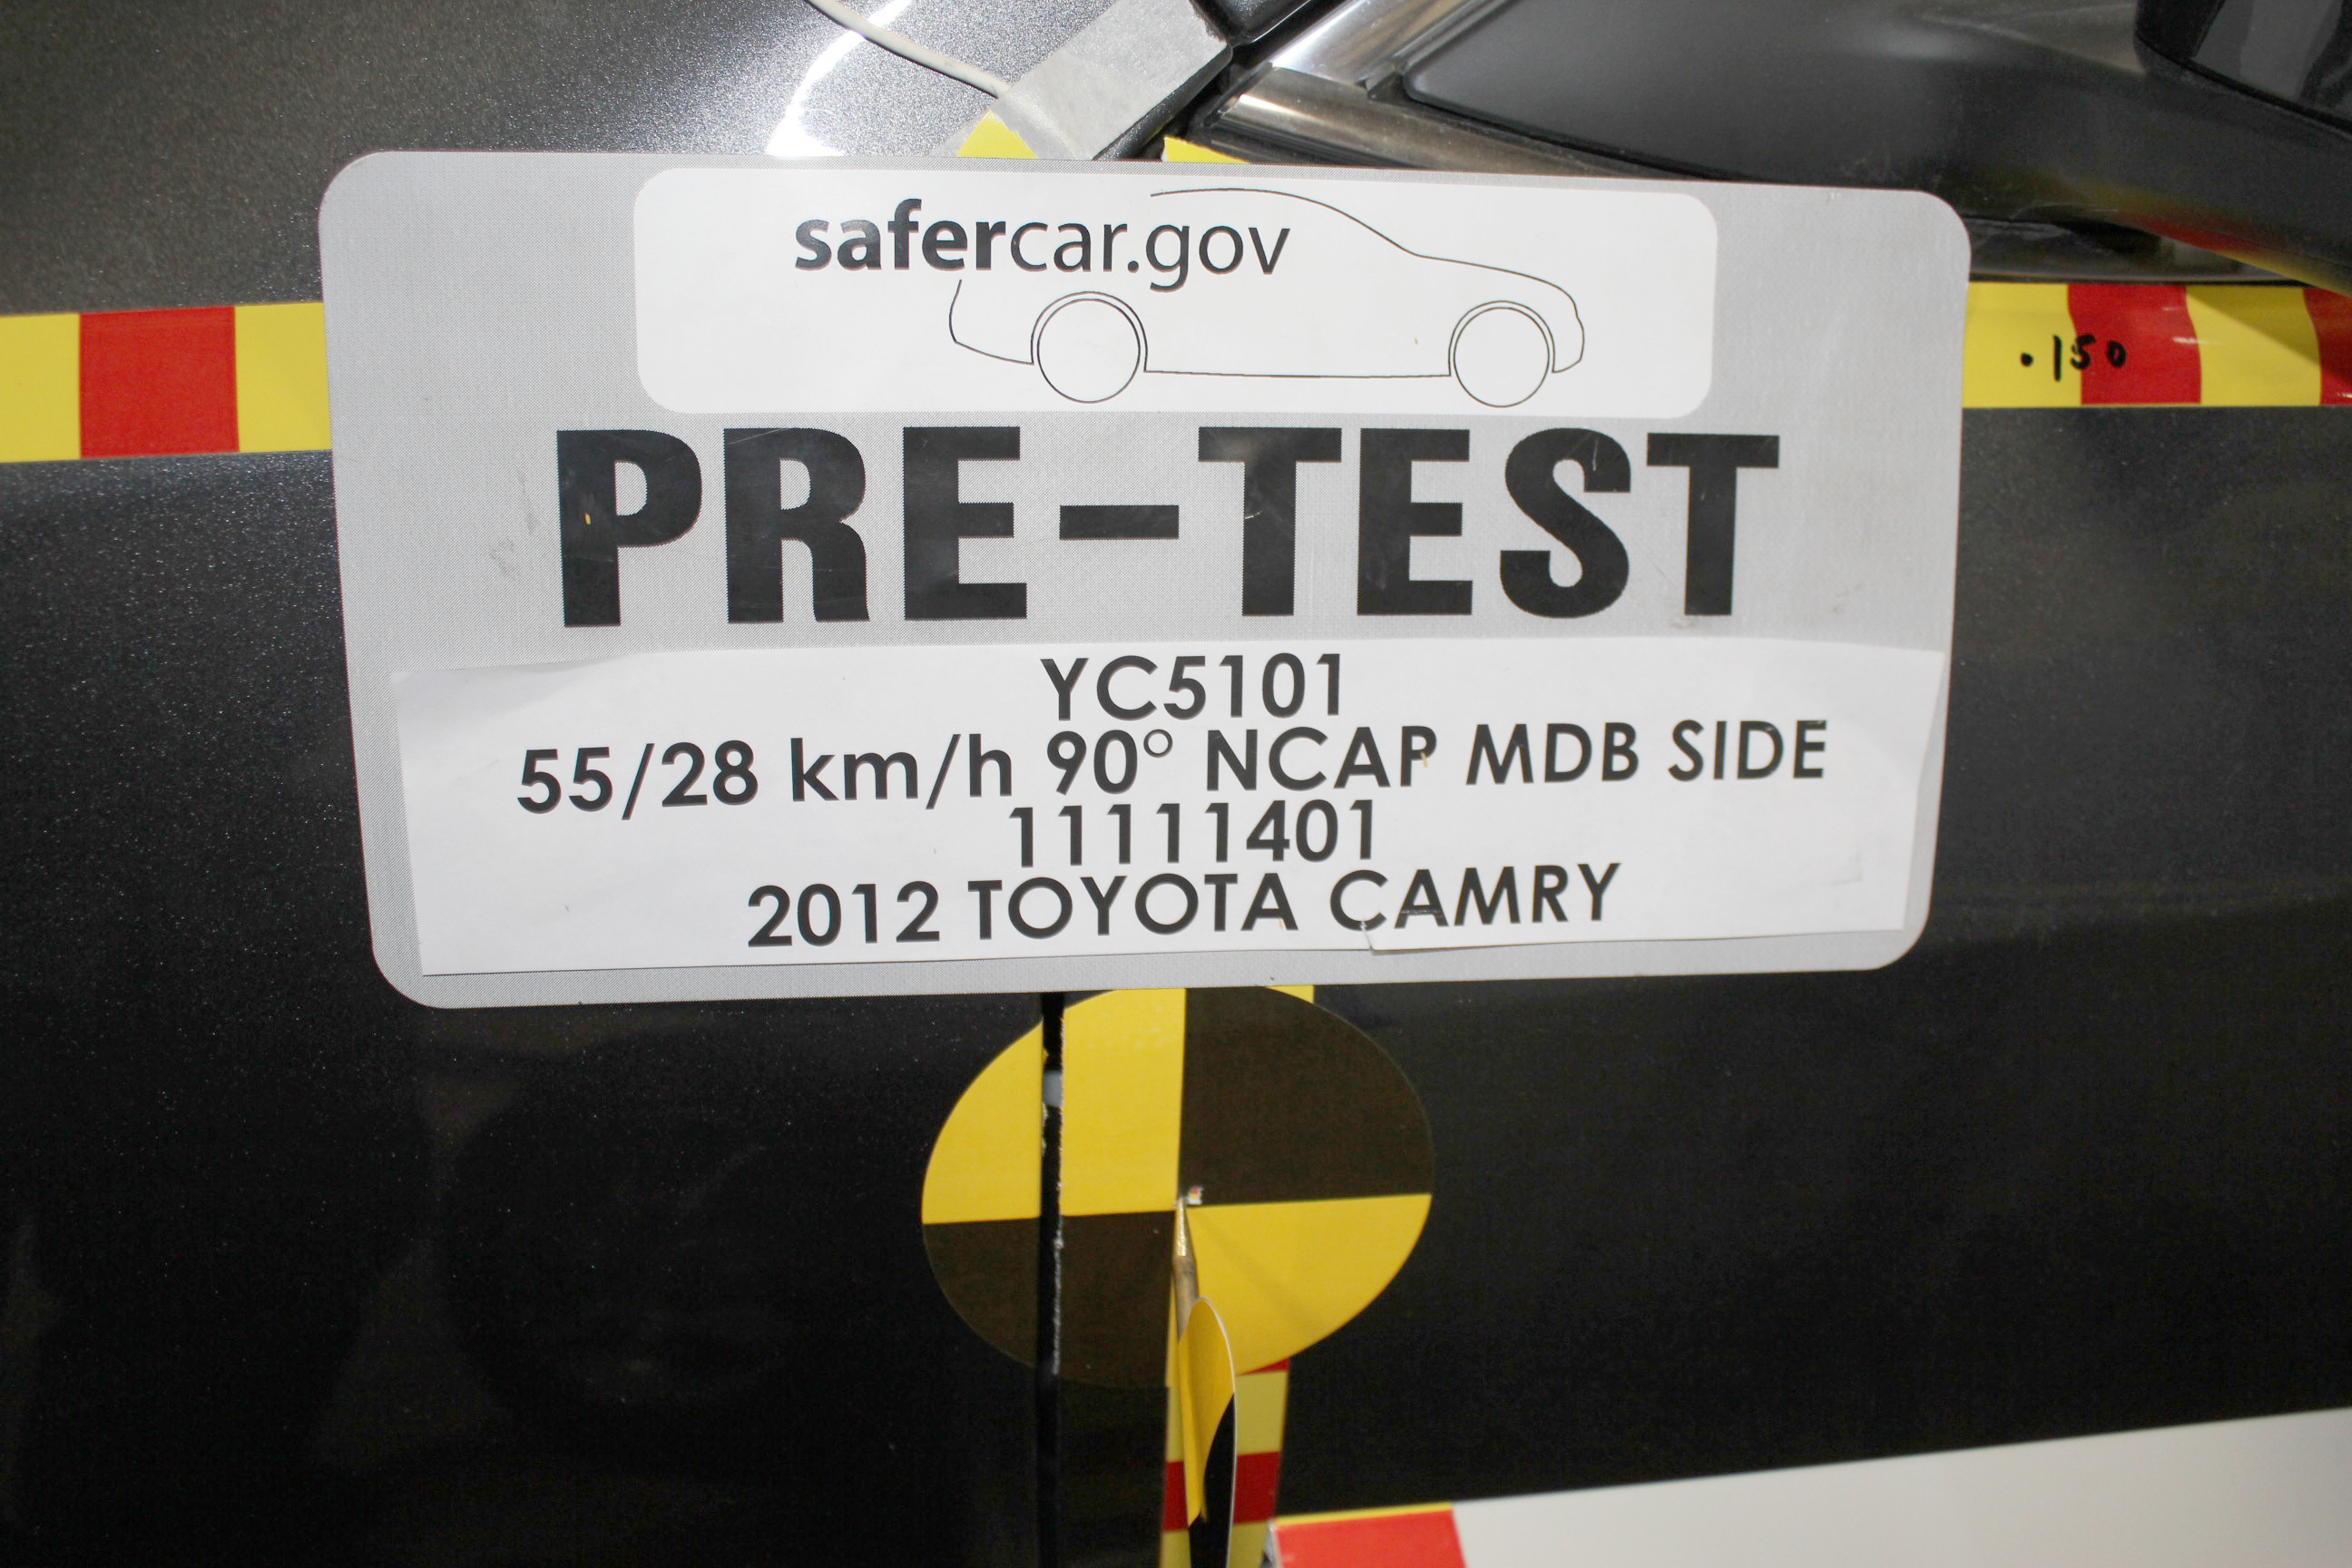 safercar.gov
.150
PRE-TEST
YC5101
55/28 km/h 90° NCAP MDB SIDE
11111401
2012 TOYOTA CAMRY